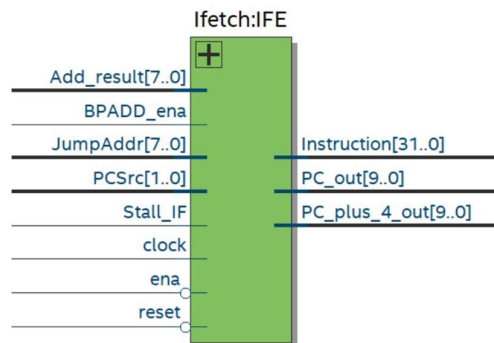 Ifetch:IFE
Add_result[7..0]
BPADD_ena
JumpAddr[7..0]
PCSrc[1..0]
Stall_IF
clock
ena
reset
Instruction[31..0]
PC_out[9..0]
PC_plus_4_out[9..0]